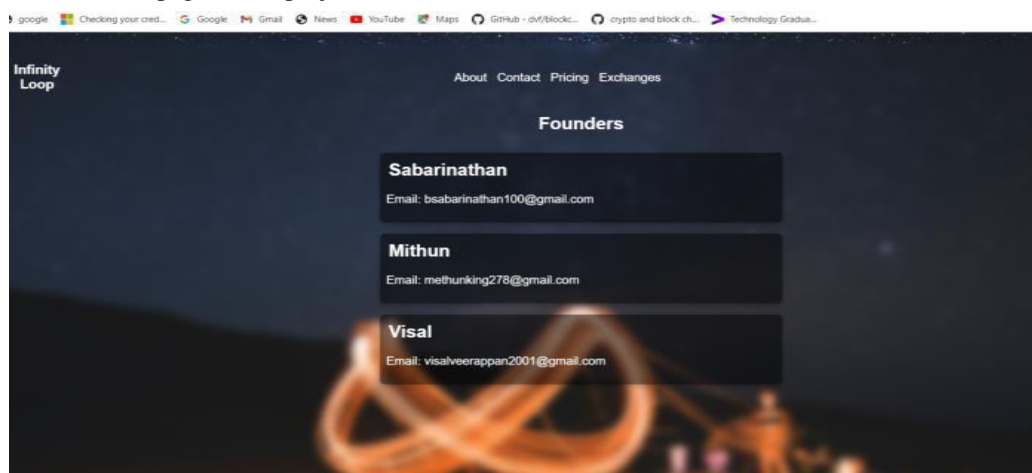 google Checking your cred... Google Gmail News YouTube Maps GitHub - dvf/blockc... crypto and block ch... Technology Gradua...
Infinity
Loop
About Contact Pricing Exchanges
Founders
Sabarinathan
Email: bsabarinathan100@gmail.com
Mithun
Email: methunking278@gmail.com
Visal
Email: visalveerappan2001@gmail.com